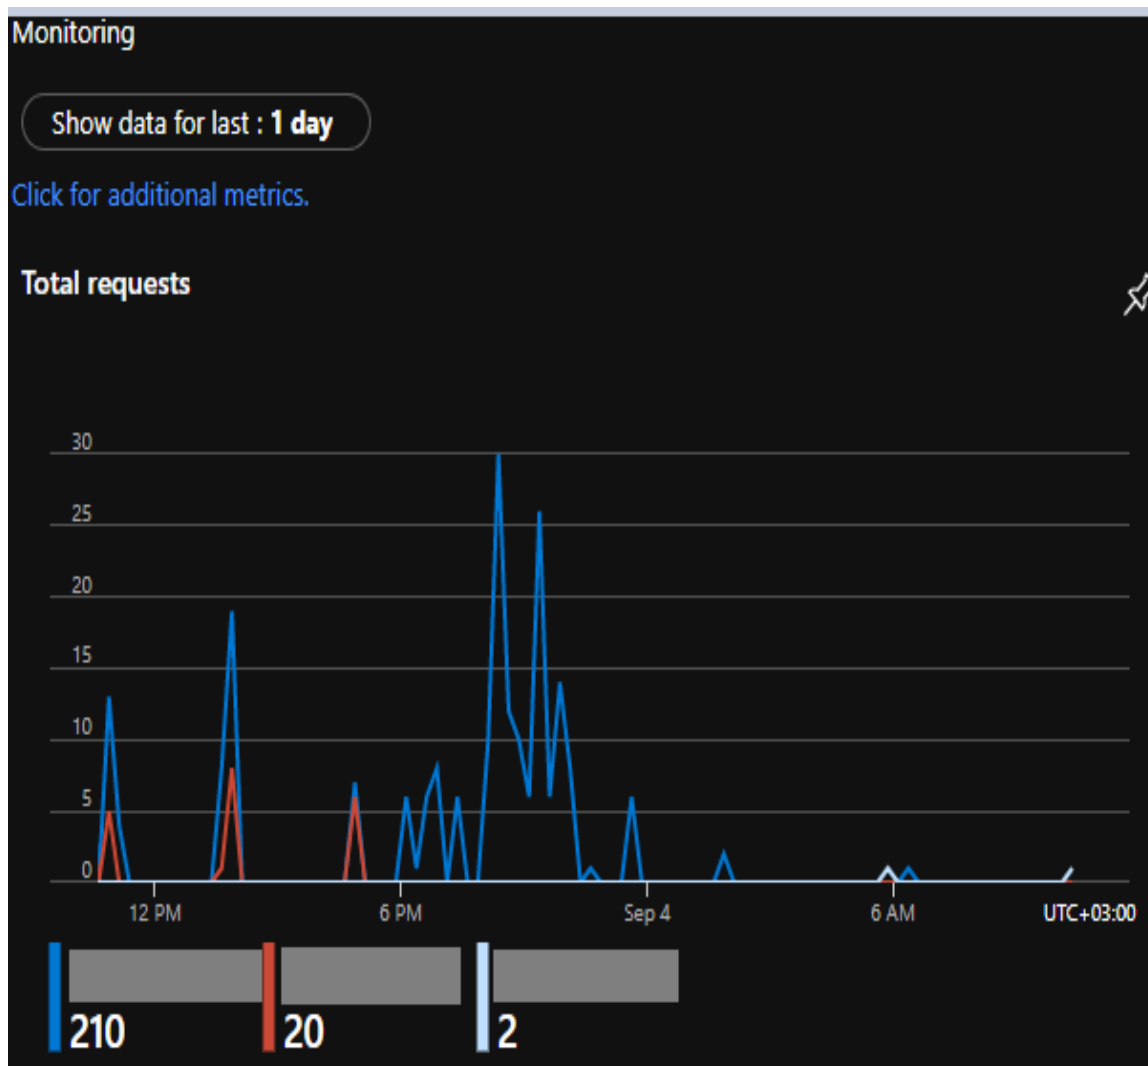 Monitoring
Show data for last : 1 day
Click for additional metrics.
Total requests
30
25
20
15
10
5
0
12 PM 6 PM Sep 4 6 AM UTC+03:00
210 20 2